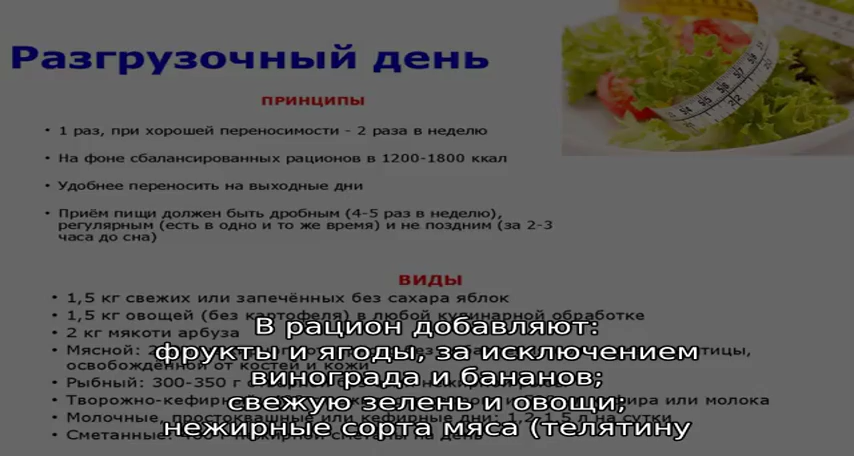 Разгрузочный день
ПРИНЦИПЫ
• 1 раз, при хорошей переносимости - 2 раза в неделю
• На фоне сбалансированных рационов в 1200-1800 ккал
• Удобнее переносить на выходные дни
• Приём пищи должен быть дробным (4-5 раз в неделю),
регулярным (есть в одно и то же время) и не поздним (за 2-3
часа до сна)
ВИДЫ
• 1,5 кг свежих или запечённых без сахара яблок
• 1,5 кг овощей (без картофеля) в любой кулинарной обработке
• 2 кг мякоти арбуза
• Мясной:
освобождённой от костей и кожи
• Рыбный: 300-350 г
• Творожно-кефирный: или молока
• Молочные, простоквашные или кефирные дни: 1,2-1,5 л на сутки
• Сметанные: на день
В рацион добавляют:
фрукты и ягоды, за исключением
винограда и бананов;
свежую зелень и овощи;
нежирные сорта мяса (телятину